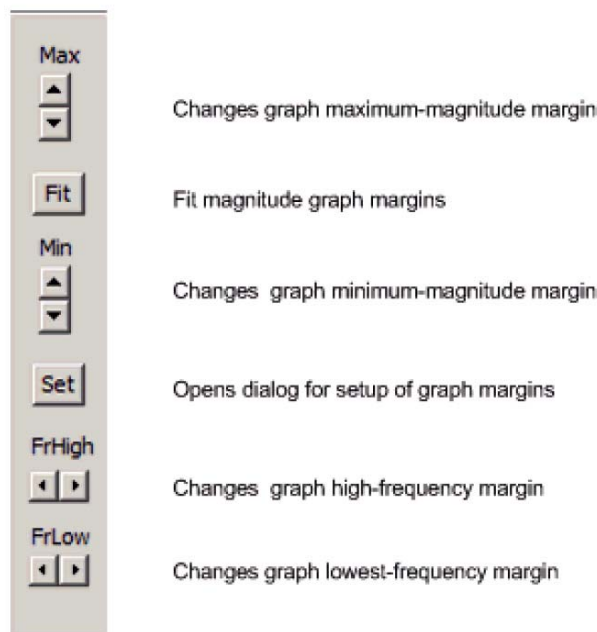 Max
Changes graph maximum-magnitude margin
Fit
Fit magnitude graph margins
Min
Changes graph minimum-magnitude margin
Set
Opens dialog for setup of graph margins
FrHigh
Changes graph high-frequency margin
FrLow
Changes graph lowest-frequency margin